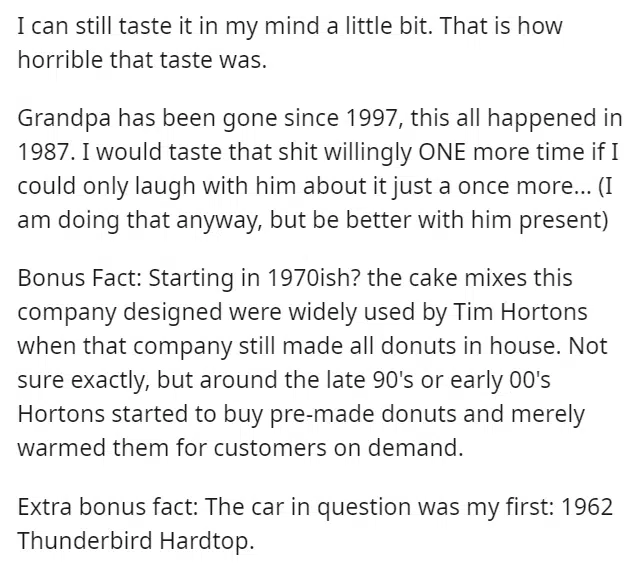 I can still taste it in my mind a little bit. That is how
horrible that taste was.
Grandpa has been gone since 1997, this all happened in
1987. I would taste that shit willingly ONE more time if I
could only laugh with him about it just a once more... (I
am doing that anyway, but be better with him present)
Bonus Fact: Starting in 1970ish? the cake mixes this
company designed were widely used by Tim Hortons
when that company still made all donuts in house. Not
sure exactly, but around the late 90's or early 00's
Hortons started to buy pre-made donuts and merely
warmed them for customers on demand.
Extra bonus fact: The car in question was my first: 1962
Thunderbird Hardtop.